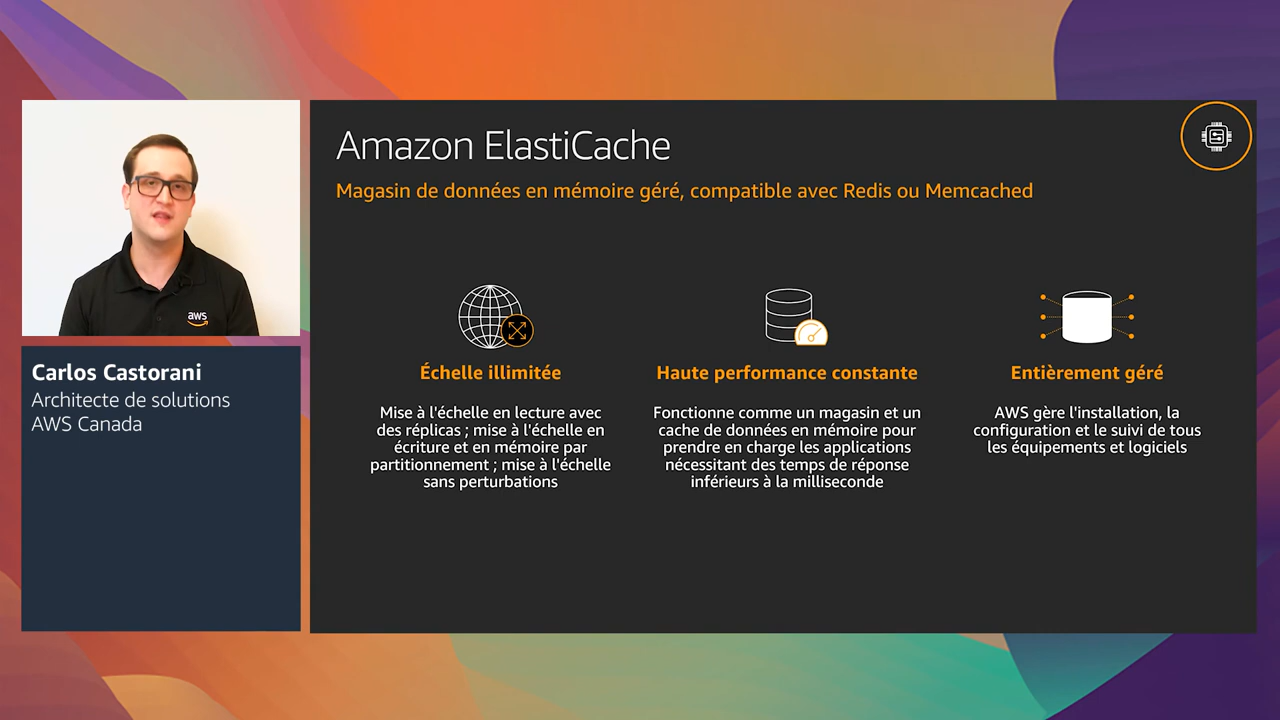 aws
Carlos Castorani
Architecte de solutions
AWS Canada
Amazon ElastiCache
Magasin de données en mémoire géré, compatible avec Redis ou Memcached
Échelle illimitée
Mise à l'échelle en lecture avec
des réplicas ; mise à l'échelle en
écriture et en mémoire par
partitionnement ; mise à l'échelle
sans perturbations
Haute performance constante
Fonctionne comme un magasin et un
cache de données en mémoire pour
prendre en charge les applications
nécessitant des temps de réponse
inférieurs à la milliseconde
Entièrement géré
AWS gère l'installation, la
configuration et le suivi de tous
les équipements et logiciels